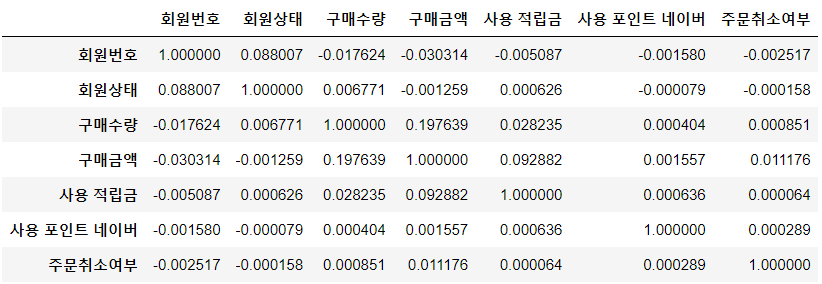 회원번호 회원상태 구매수량 구매금액 사용 적립금 사용 포인트 네이버 주문취소여부
회원번호 1.000000 0.088007 -0.017624 -0.030314 -0.005087 -0.001580 -0.002517
회원상태 0.088007 1.000000 0.006771 -0.001259 0.000626 -0.000079 -0.000158
구매수량 -0.017624 0.006771 1.000000 0.197639 0.028235 0.000404 0.000851
구매금액 -0.030314 -0.001259 0.197639 1.000000 0.092882 0.001557 0.011176
사용 적립금 -0.005087 0.000626 0.028235 0.092882 1.000000 0.000636 0.000064
사용 포인트 네이버 -0.001580 -0.000079 0.000404 0.001557 0.000636 1.000000 0.000289
주문취소여부 -0.002517 -0.000158 0.000851 0.011176 0.000064 0.000289 1.000000